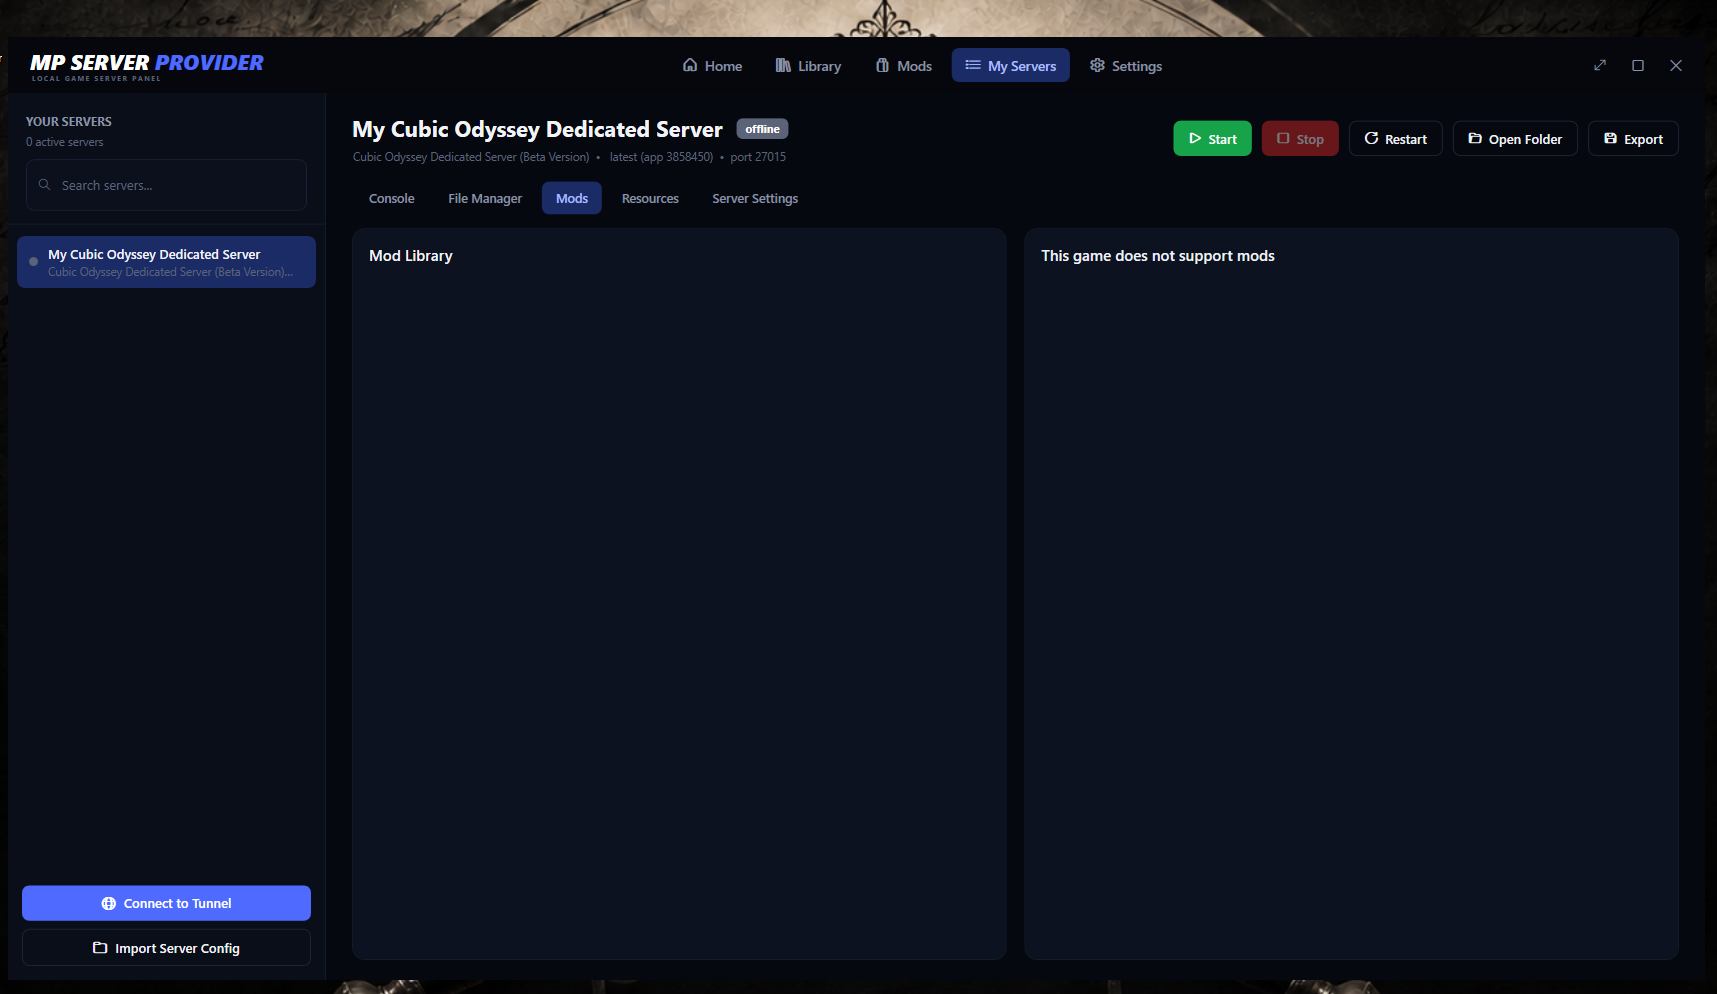 MP SERVER PROVIDER
LOCAL GAME SERVER PANEL
Home
Library
Mods
My Servers
Settings
YOUR SERVERS
0 active servers
Search servers...
My Cubic Odyssey Dedicated Server
Cubic Odyssey Dedicated Server (Beta Version)...
Connect to Tunnel
Import Server Config
My Cubic Odyssey Dedicated Server
offline
Cubic Odyssey Dedicated Server (Beta Version) • latest (app 3858450) • port 27015
Start
Stop
Restart
Open Folder
Export
Console
File Manager
Mods
Resources
Server Settings
Mod Library
This game does not support mods